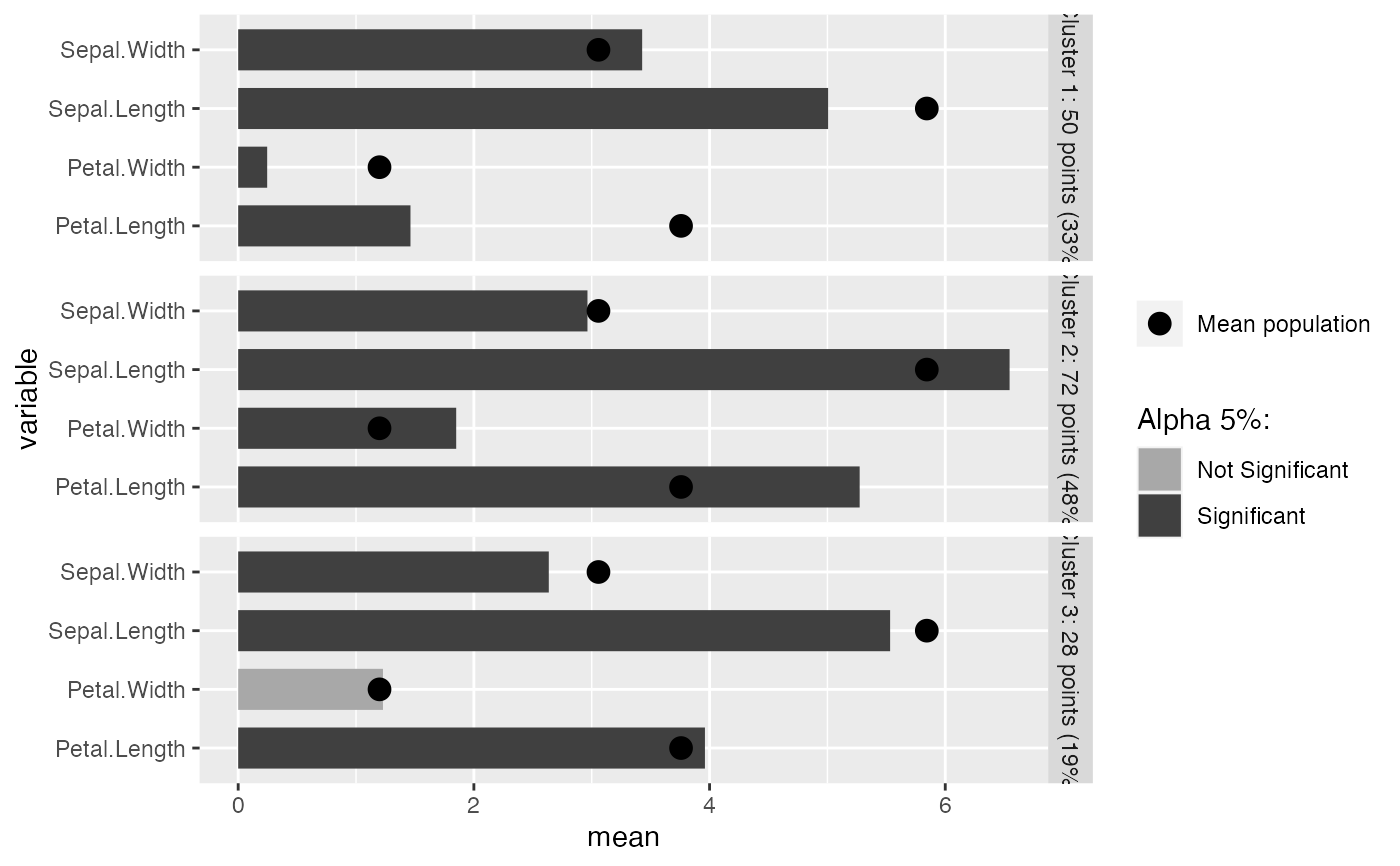 Sepal.Width
Sepal.Length
Petal.Width
Petal.Length
luster 1: 50 points (33%
Sepal.Width
Sepal.Length
Petal.Width
Petal.Length
luster 2: 72 points (48%
Sepal.Width
Sepal.Length
Petal.Width
Petal.Length
luster 3: 28 points (19%
variable
0 2 4 6
mean
Mean population
Alpha 5%:
Not Significant
Significant